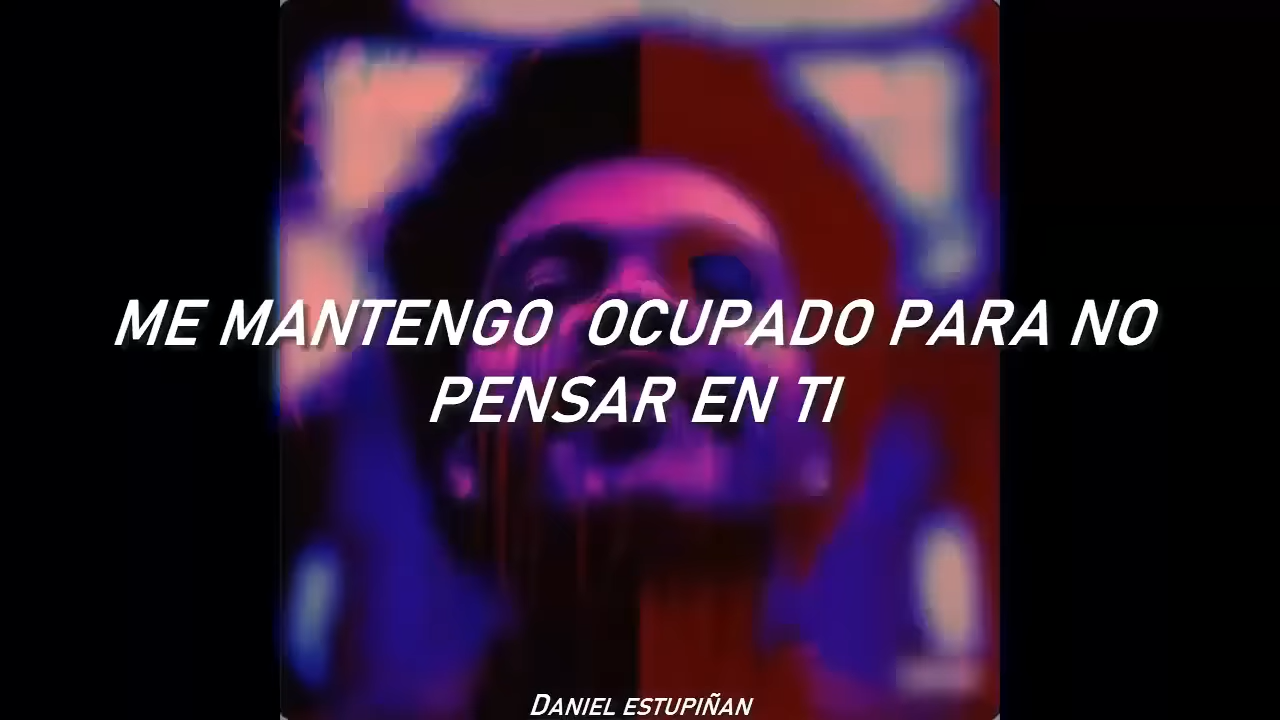 ME MANTENGO OCUPADO PARA NO
PENSAR EN TI
DANIEL ESTUPIÑAN